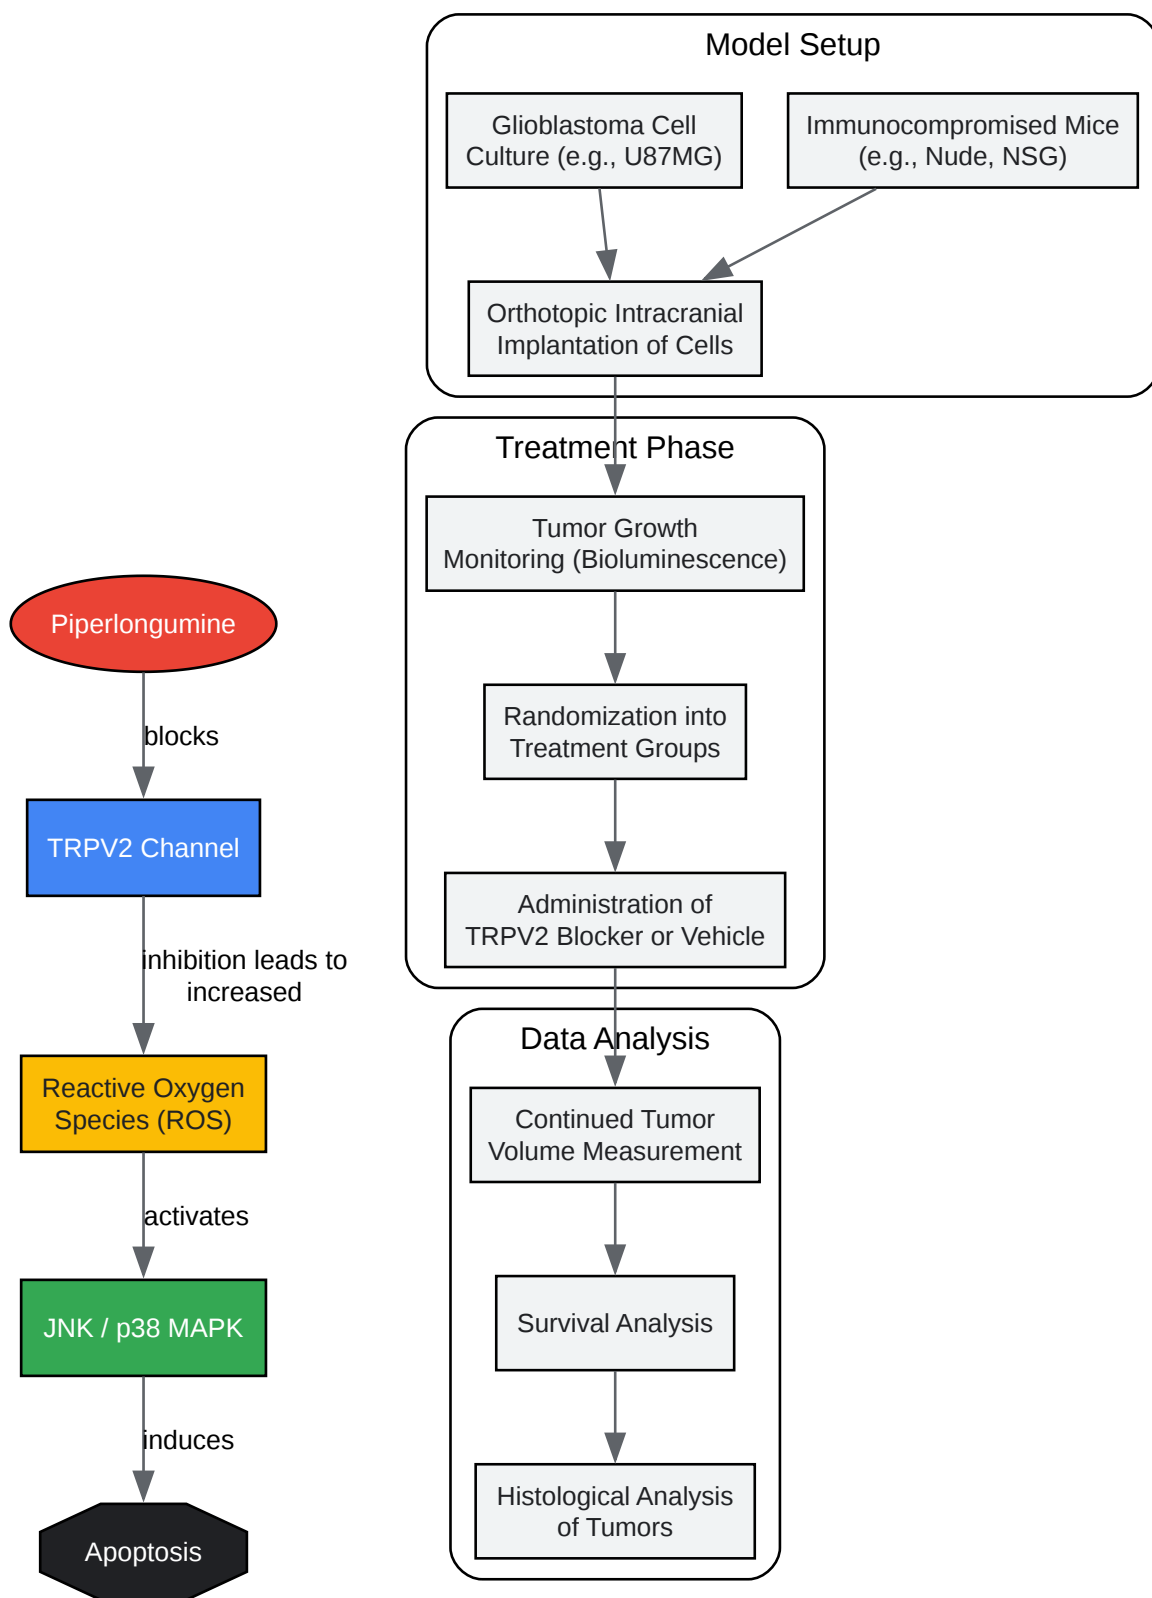 Model Setup
Glioblastoma Cell
Culture (e.g., U87MG)
Immunocompromised Mice
(e.g., Nude, NSG)
Orthotopic Intracranial
Implantation of Cells
Treatment Phase
Tumor Growth
Monitoring (Bioluminescence)
Randomization into
Treatment Groups
Administration of
TRPV2 Blocker or Vehicle
Data Analysis
Continued Tumor
Volume Measurement
Survival Analysis
Histological Analysis
of Tumors
Piperlongumine
blocks
TRPV2 Channel
inhibition leads to
increased
Reactive Oxygen
Species (ROS)
activates
JNK / p38 MAPK
induces
Apoptosis